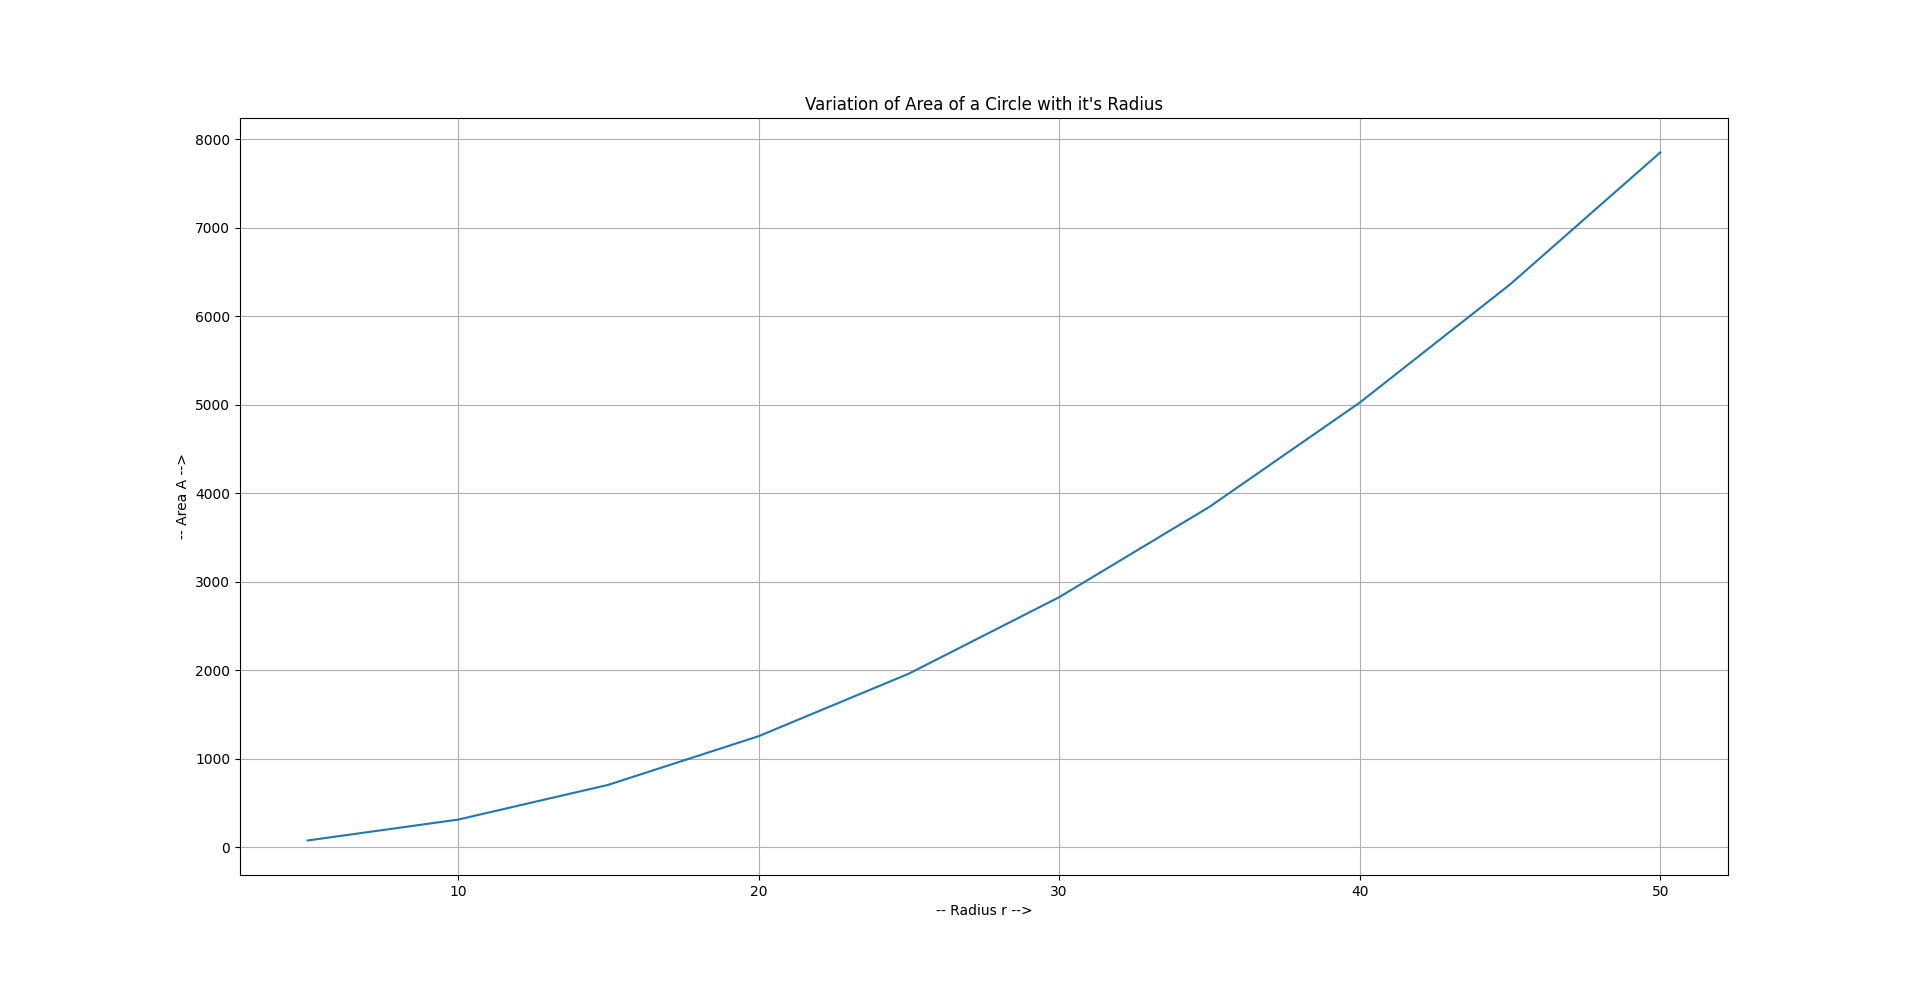 Variation of Area of a Circle with it's Radius
8000
7000
6000
5000
4000
3000
2000
1000
0
-- Area A -->
10 20 30 40 50
-- Radius r -->